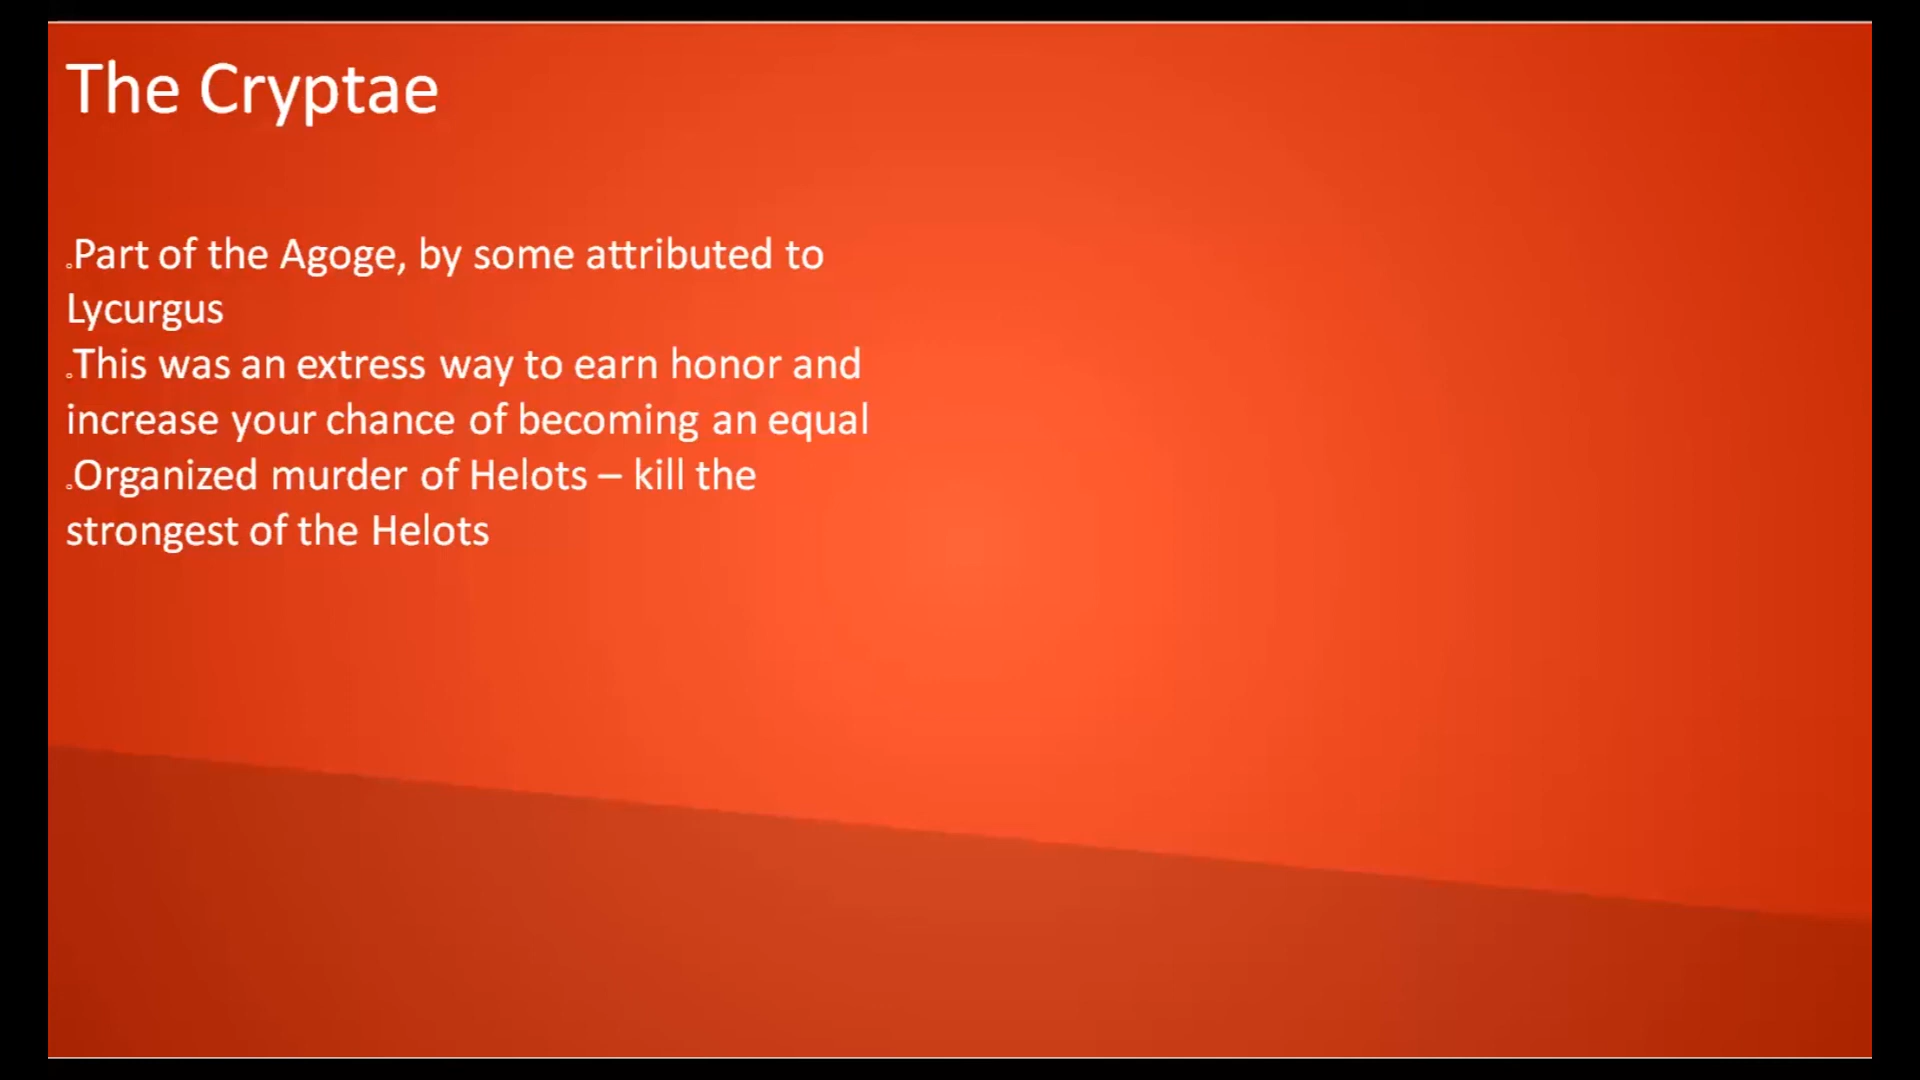 The Cryptae
▫Part of the Agoge, by some attributed to
Lycurgus
▫This was an extress way to earn honor and
increase your chance of becoming an equal
▫Organized murder of Helots – kill the
strongest of the Helots